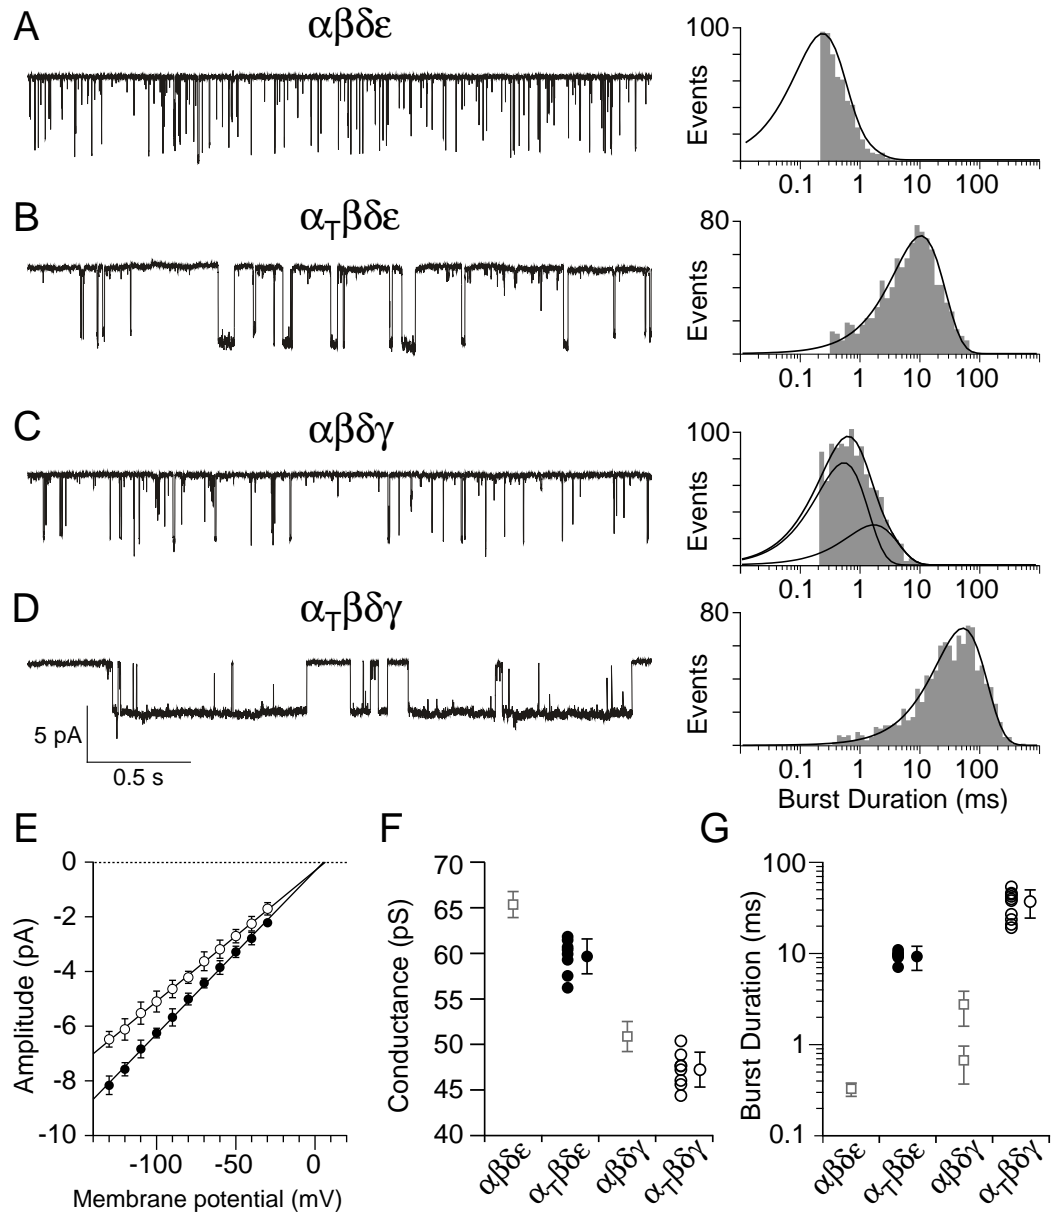 A
αβδε
100
Events
0.1 1 10 100
B
αTβδε
80
Events
0.1 1 10 100
C
αβδγ
100
Events
0.1 1 10 100
D
αTβδγ
5 pA
0.5 s
80
Events
0.1 1 10 100
Burst Duration (ms)
E
0
-2
-4
-6
-8
-10
Amplitude (pA)
-100 -50 0
Membrane potential (mV)
F
70
65
60
55
50
45
40
Conductance (pS)
αβδε αTβδε αβδγ αTβδγ
G
100
10
1
0.1
Burst Duration (ms)
αβδε αTβδε αβδγ αTβδγ